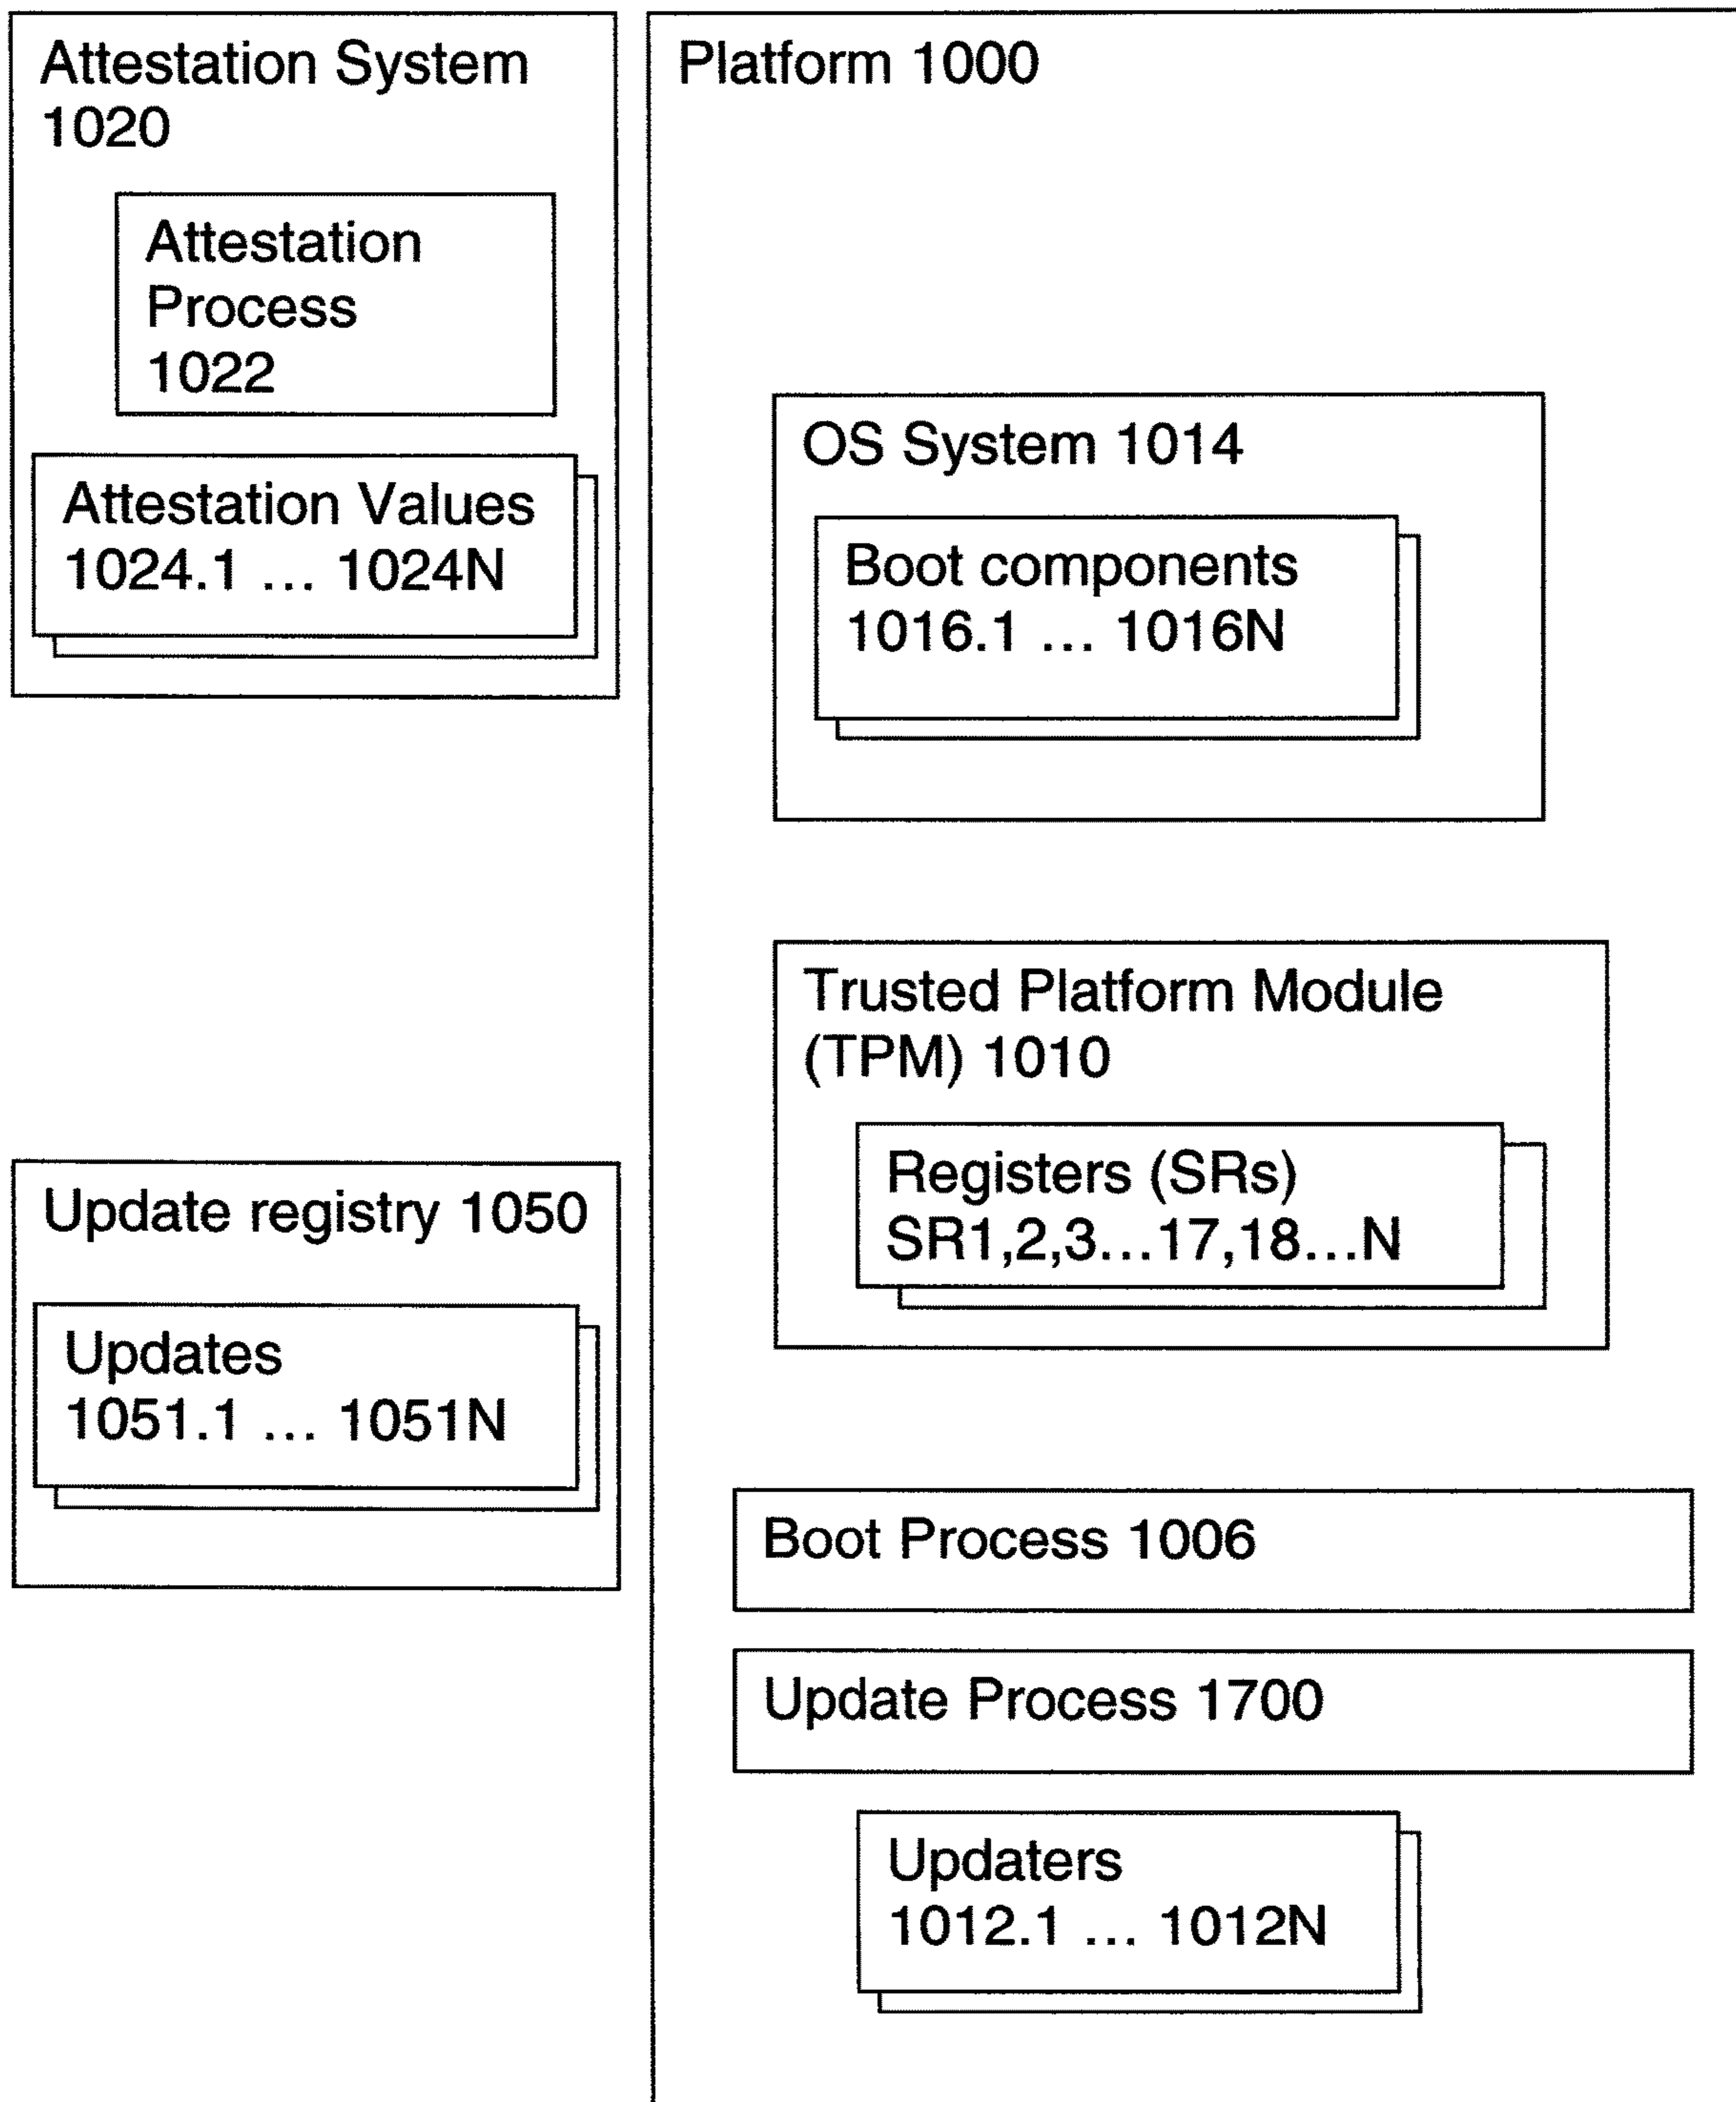 Attestation System
1020
Attestation
Process
1022
Attestation Values
1024.1 ... 1024N
Update registry 1050
Updates
1051.1 ... 1051N
Platform 1000
OS System 1014
Boot components
1016.1 ... 1016N
Trusted Platform Module
(TPM) 1010
Registers (SRs)
SR1,2,3...17,18...N
Boot Process 1006
Update Process 1700
Updaters
1012.1 ... 1012N